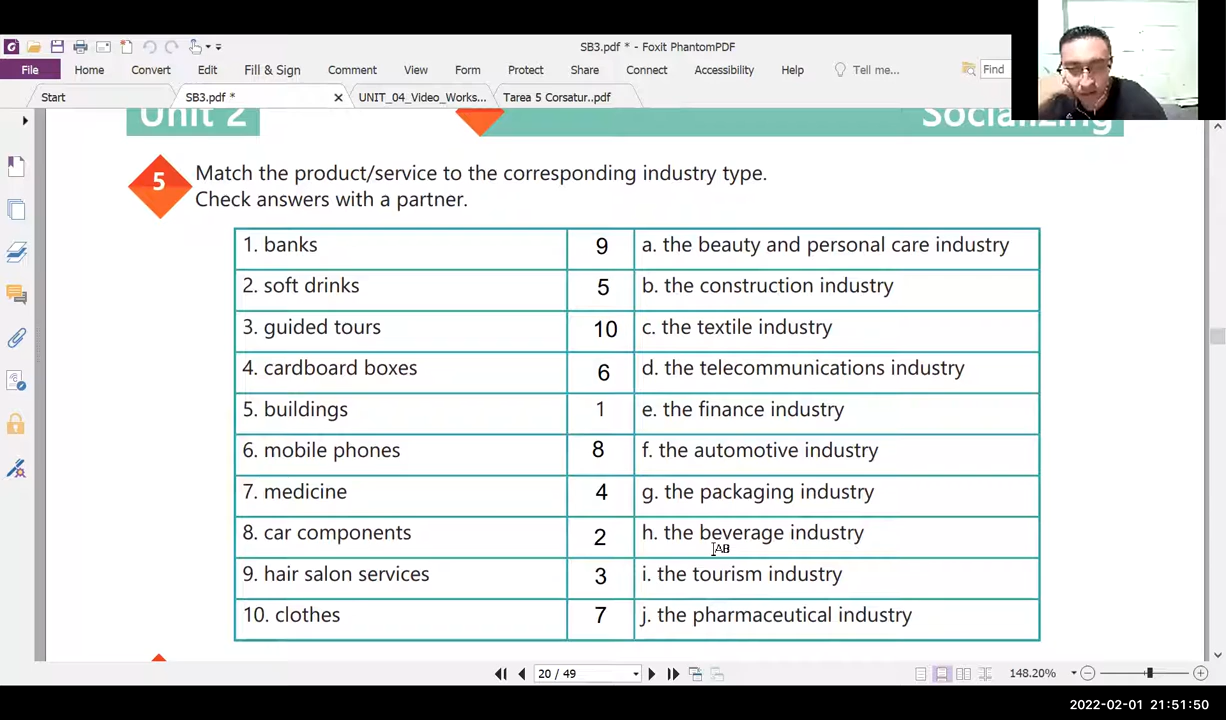 SB3.pdf * - Foxit PhantomPDF
File Home Convert Edit Fill & Sign Comment View Form Protect Share Connect Accessibility Help Tell me... Find
Start SB3.pdf * UNIT_04_Video_Works... Tarea 5 Corsatur..pdf
Unit 2 Socializing
5 Match the product/service to the corresponding industry type.
Check answers with a partner.
1. banks 9 a. the beauty and personal care industry
2. soft drinks 5 b. the construction industry
3. guided tours 10 c. the textile industry
4. cardboard boxes 6 d. the telecommunications industry
5. buildings 1 e. the finance industry
6. mobile phones 8 f. the automotive industry
7. medicine 4 g. the packaging industry
8. car components 2 h. the beverage industry
AB
9. hair salon services 3 i. the tourism industry
10. clothes 7 j. the pharmaceutical industry
20 / 49 148.20%
2022-02-01 21:51:50